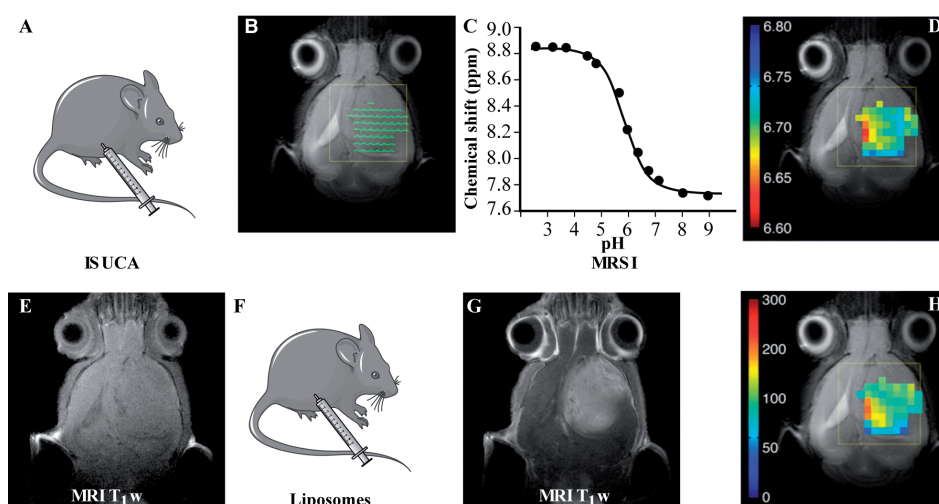 A
B
C
Chemical shift (ppm)
9.0
8.8
8.6
8.4
8.2
8.0
7.8
7.6
3 4 5 6 7 8 9
pH
MRSI
D
6.80
6.75
6.70
6.65
6.60
ISUCA
E
MRI T1w
F
Liposomes
G
MRI T1w
H
300
200
100
50
0